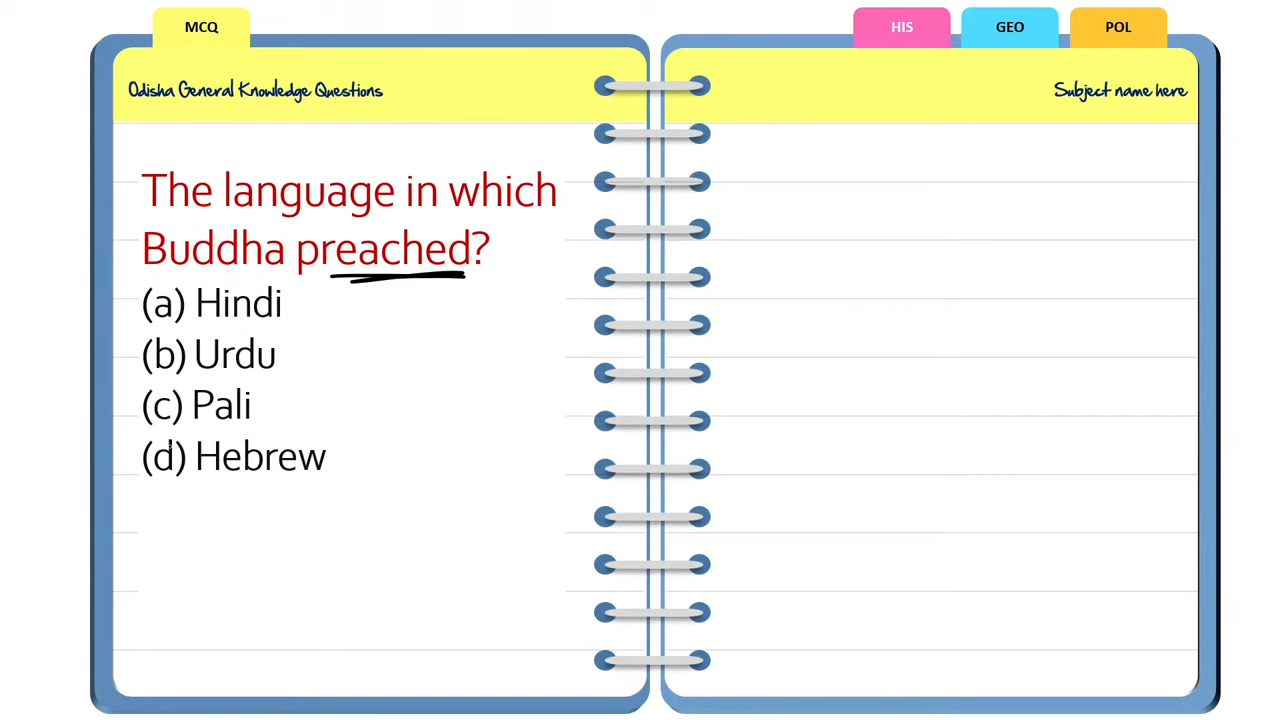 MCQ
HIS
GEO
POL
Odisha General Knowledge Questions
Subject name here
The language in which
Buddha preached?
(a) Hindi
(b) Urdu
(c) Pali
(d) Hebrew